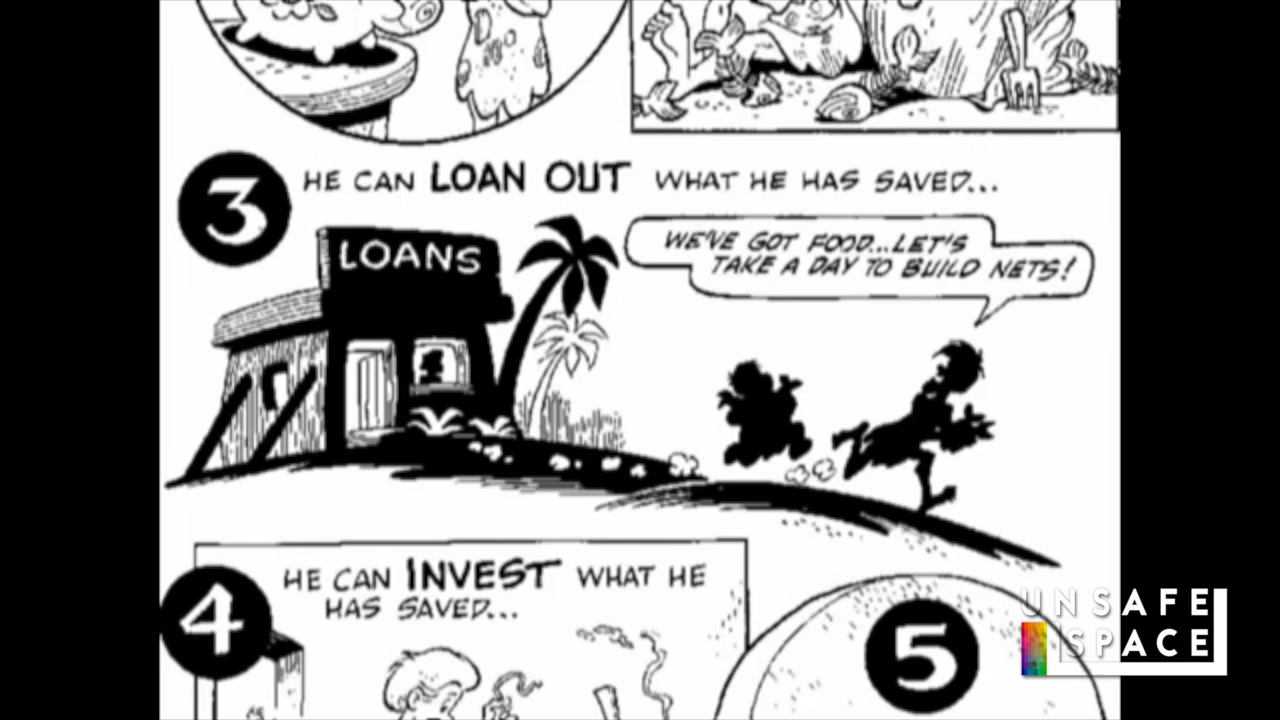 3 HE CAN LOAN OUT WHAT HE HAS SAVED...
WE'VE GOT FOOD...LET'S
TAKE A DAY TO BUILD NETS!
LOANS
4 HE CAN INVEST WHAT HE
HAS SAVED...
5
UNSAFE
SPACE